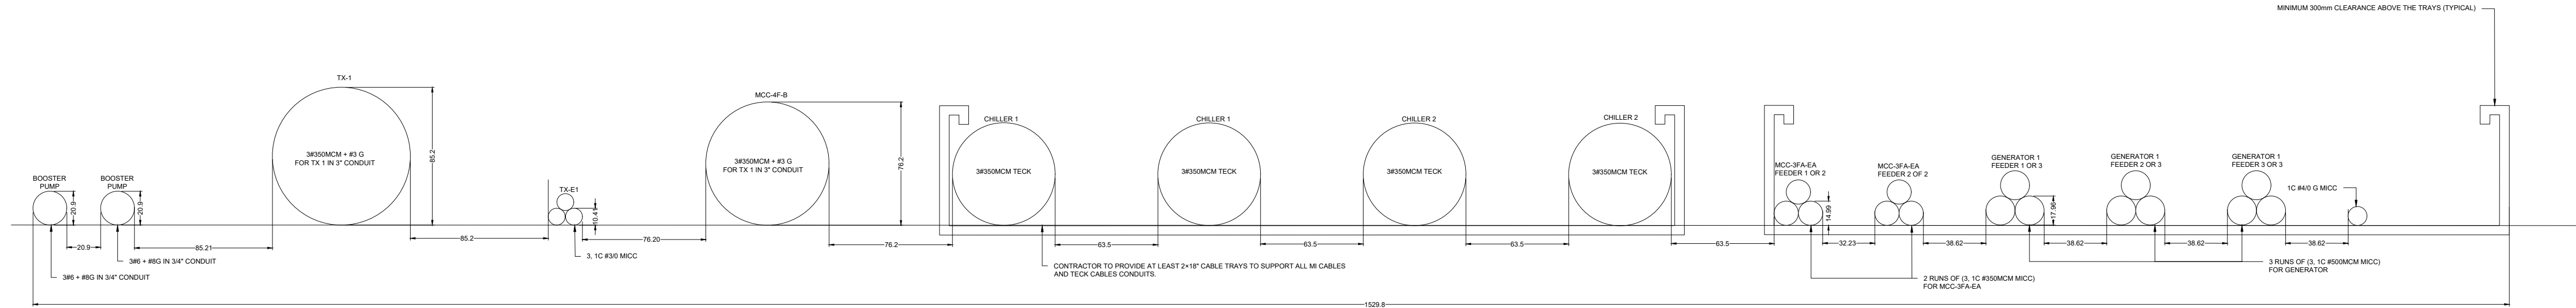 MINIMUM 300mm CLEARANCE ABOVE THE TRAYS (TYPICAL)
TX-1
MCC-4F-B
CHILLER 1
CHILLER 1
CHILLER 2
CHILLER 2
3#350MCM + #3 G
FOR TX 1 IN 3" CONDUIT
3#350MCM + #3 G
FOR TX 1 IN 3" CONDUIT
3#350MCM TECK
3#350MCM TECK
3#350MCM TECK
3#350MCM TECK
85.2
76.2
BOOSTER
PUMP
BOOSTER
PUMP
TX-E1
MCC-3FA-EA
FEEDER 1 OR 2
MCC-3FA-EA
FEEDER 2 OF 2
GENERATOR 1
FEEDER 1 OR 3
GENERATOR 1
FEEDER 2 OR 3
GENERATOR 1
FEEDER 3 OR 3
1C #4/0 G MICC
20.9
20.9
10.41
14.99
17.96
20.9
85.21
85.2
76.20
76.2
63.5
63.5
63.5
63.5
32.23
38.62
38.62
38.62
38.62
3#6 + #8G IN 3/4" CONDUIT
3#6 + #8G IN 3/4" CONDUIT
3, 1C #3/0 MICC
CONTRACTOR TO PROVIDE AT LEAST 2×18" CABLE TRAYS TO SUPPORT ALL MI CABLES
AND TECK CABLES CONDUITS.
2 RUNS OF (3, 1C #350MCM MICC)
FOR MCC-3FA-EA
3 RUNS OF (3, 1C #500MCM MICC)
FOR GENERATOR
1529.8